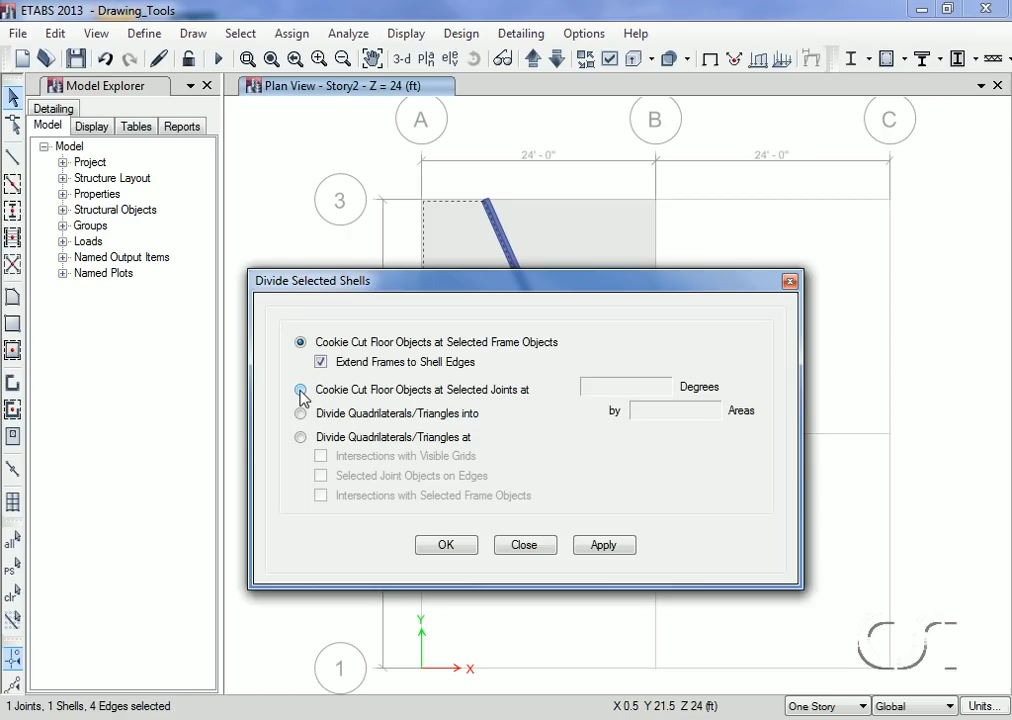 ETABS 2013 - Drawing_Tools
File Edit View Define Draw Select Assign Analyze Display Design Detailing Options Help
3-d
Model Explorer
Plan View - Story2 - Z = 24 (ft)
Detailing
Model Display Tables Reports
Model
Project
Structure Layout
Properties
Structural Objects
Groups
Loads
Named Output Items
Named Plots
all
PS
clr
A B C
24' - 0" 24' - 0"
3
Divide Selected Shells
Cookie Cut Floor Objects at Selected Frame Objects
Extend Frames to Shell Edges
Cookie Cut Floor Objects at Selected Joints at Degrees
Divide Quadrilaterals/Triangles into by Areas
Divide Quadrilaterals/Triangles at
Intersections with Visible Grids
Selected Joint Objects on Edges
Intersections with Selected Frame Objects
OK Close Apply
Y
1
X
CSI
1 Joints, 1 Shells, 4 Edges selected
X 0.5 Y 21.5 Z 24 (ft)
One Story Global Units...